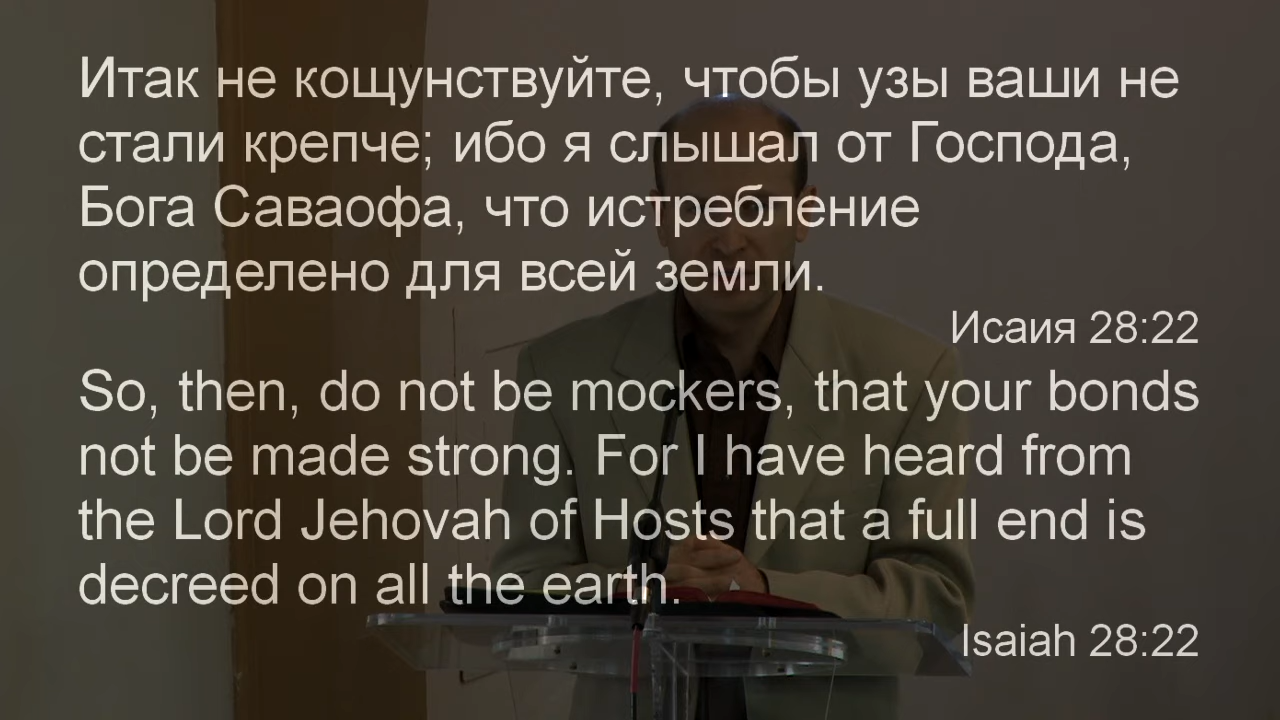 Итак не кощунствуйте, чтобы узы ваши не
стали крепче; ибо я слышал от Господа,
Бога Саваофа, что истребление
определено для всей земли.
Исаия 28:22
So, then, do not be mockers, that your bonds
not be made strong. For I have heard from
the Lord Jehovah of Hosts that a full end is
decreed on all the earth.
Isaiah 28:22